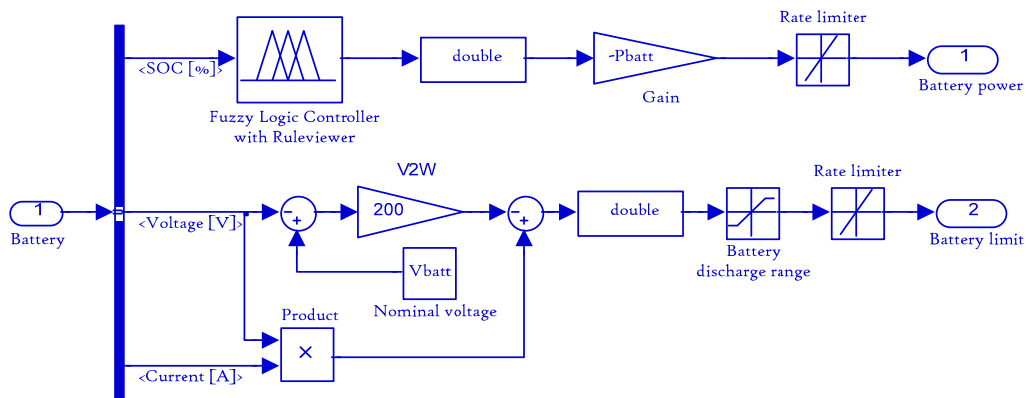 Rate limiter
<SOC [%]>
double
-Pbatt
1
Gain
Battery power
Fuzzy Logic Controller
with Ruleviewer
V2W
Rate limiter
1
Battery
<Voltage [V]>
-
+
200
-
+
double
2
Battery limit
Battery
discharge range
Vbatt
Nominal voltage
Product
×
<Current [A]>